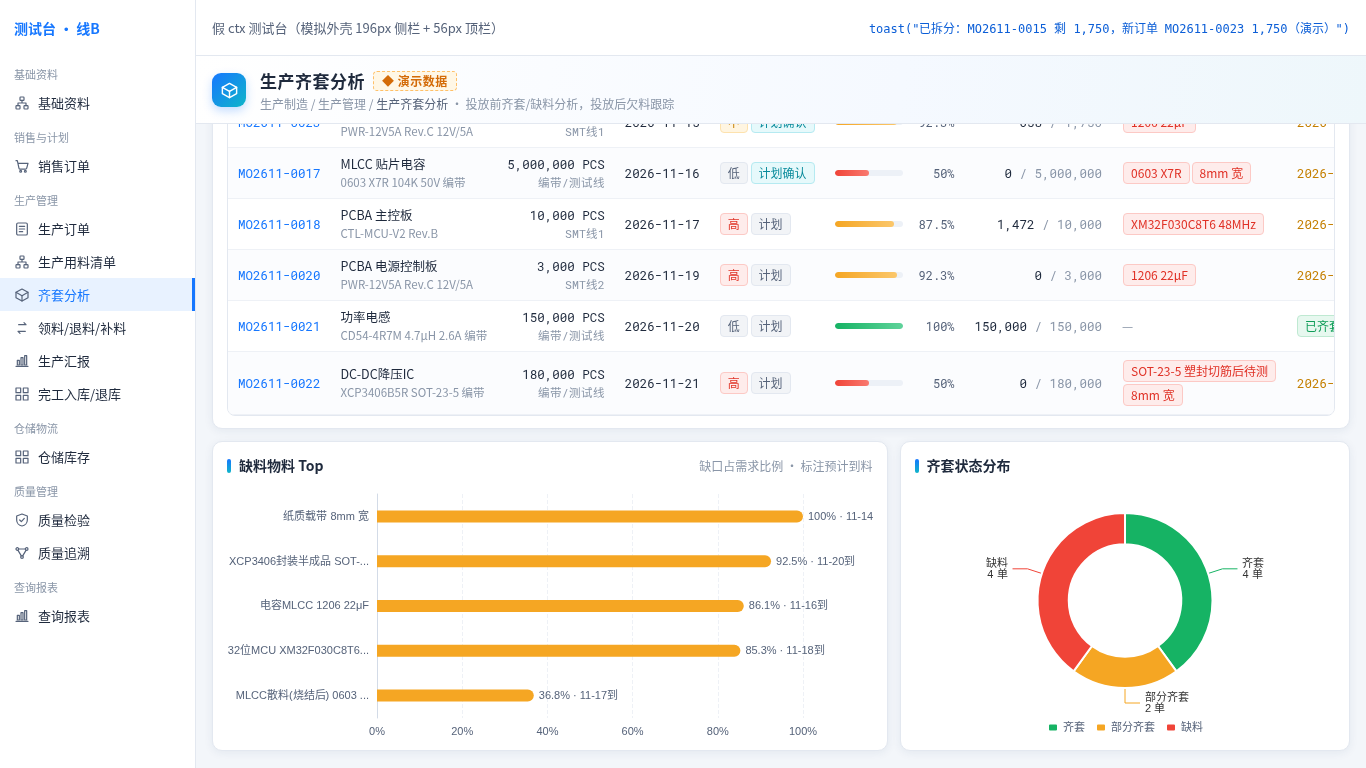 测试台 · 线B
假 ctx 测试台（模拟外壳 196px 侧栏 + 56px 顶栏）
toast("已拆分：MO2611-0015 剩 1,750，新订单 MO2611-0023 1,750（演示）")
基础资料
基础资料
销售与计划
销售订单
生产管理
生产订单
生产用料清单
齐套分析
领料/退料/补料
生产汇报
完工入库/退库
仓储物流
仓储库存
质量管理
质量检验
质量追溯
查询报表
查询报表
生产齐套分析 ◆ 演示数据
生产制造 / 生产管理 / 生产齐套分析 · 投放前齐套/缺料分析，投放后欠料跟踪
PWR-12V5A Rev.C 12V/5A SMT线1
MO2611-0017 MLCC 贴片电容 5,000,000 PCS 2026-11-16 低 计划确认 50% 0 / 5,000,000 0603 X7R 8mm 宽 2026-
0603 X7R 104K 50V 编带 编带/测试线
MO2611-0018 PCBA 主控板 10,000 PCS 2026-11-17 高 计划 87.5% 1,472 / 10,000 XM32F030C8T6 48MHz 2026-
CTL-MCU-V2 Rev.B SMT线1
MO2611-0020 PCBA 电源控制板 3,000 PCS 2026-11-19 高 计划 92.3% 0 / 3,000 1206 22μF 2026-
PWR-12V5A Rev.C 12V/5A SMT线2
MO2611-0021 功率电感 150,000 PCS 2026-11-20 低 计划 100% 150,000 / 150,000 — 已齐
CD54-4R7M 4.7μH 2.6A 编带 编带/测试线
MO2611-0022 DC-DC降压IC 180,000 PCS 2026-11-21 高 计划 50% 0 / 180,000 SOT-23-5 塑封切筋后待测 8mm 宽 2026-
XCP3406B5R SOT-23-5 编带 编带/测试线
缺料物料 Top 缺口占需求比例 · 标注预计到料
纸质载带 8mm 宽 100% · 11-14
XCP3406封装半成品 SOT-... 92.5% · 11-20到
电容MLCC 1206 22μF 86.1% · 11-16到
32位MCU XM32F030C8T6... 85.3% · 11-18到
MLCC散料(烧结后) 0603 ... 36.8% · 11-17到
0% 20% 40% 60% 80% 100%
齐套状态分布
缺料
4 单
齐套
4 单
部分齐套
2 单
齐套 部分齐套 缺料